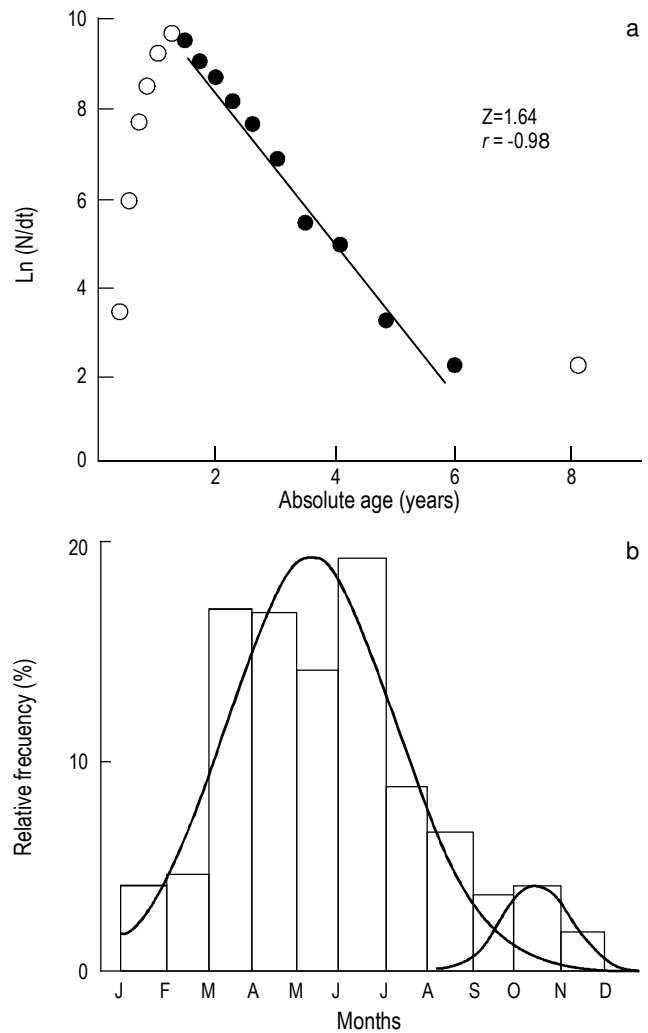 a
10
8
6
4
2
0
Ln (N/dt)
Z=1.64
r = -0.98
2 4 6 8
Absolute age (years)
b
20
10
0
Relative frecuency (%)
J F M A M J J A S O N D
Months